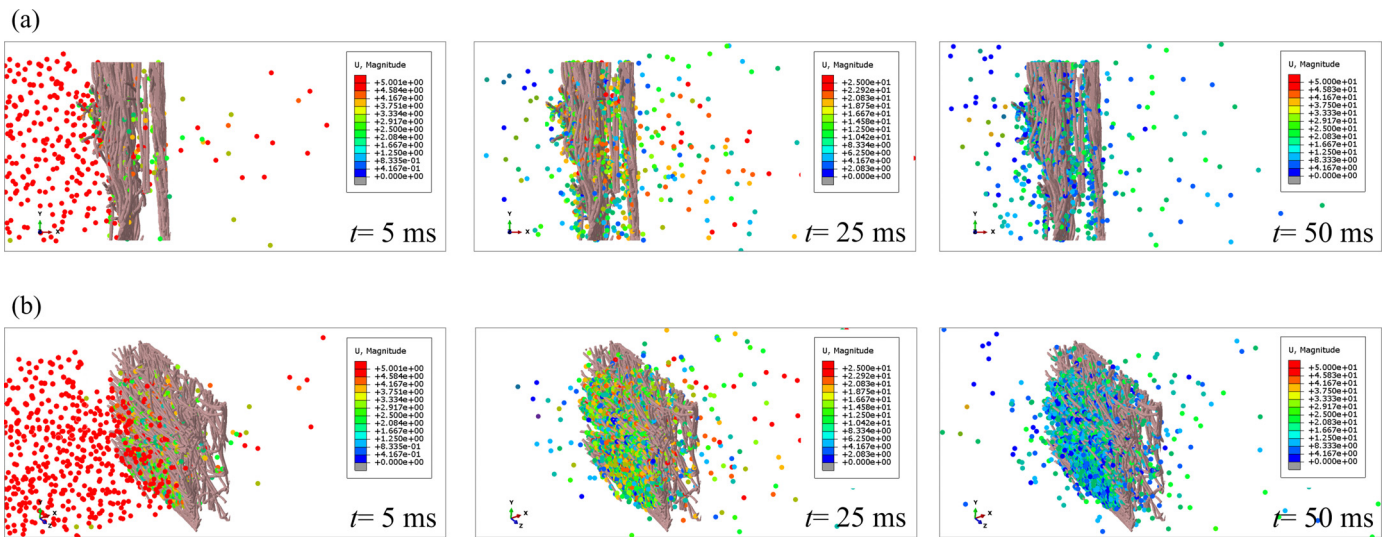 (a)
U, Magnitude
+5.001e+00
+4.584e+00
+4.167e+00
+3.751e+00
+3.334e+00
+2.917e+00
+2.500e+00
+2.084e+00
+1.667e+00
+1.250e+00
+8.335e-01
+4.167e-01
+0.000e+00
Y
X
t= 5 ms
U, Magnitude
+2.500e+01
+2.292e+01
+2.083e+01
+1.875e+01
+1.667e+01
+1.458e+01
+1.250e+01
+1.042e+01
+8.334e+00
+6.250e+00
+4.167e+00
+2.083e+00
+0.000e+00
Y
X
t= 25 ms
U, Magnitude
+5.000e+01
+4.583e+01
+4.167e+01
+3.750e+01
+3.333e+01
+2.917e+01
+2.500e+01
+2.083e+01
+1.667e+01
+1.250e+01
+8.333e+00
+4.167e+00
+0.000e+00
Y
X
t= 50 ms
(b)
U, Magnitude
+5.001e+00
+4.584e+00
+4.167e+00
+3.751e+00
+3.334e+00
+2.917e+00
+2.500e+00
+2.084e+00
+1.667e+00
+1.250e+00
+8.335e-01
+4.167e-01
+0.000e+00
X
Z
t= 5 ms
U, Magnitude
+2.500e+01
+2.292e+01
+2.083e+01
+1.875e+01
+1.667e+01
+1.458e+01
+1.250e+01
+1.042e+01
+8.334e+00
+6.250e+00
+4.167e+00
+2.083e+00
+0.000e+00
Y
X
Z
t= 25 ms
U, Magnitude
+5.000e+01
+4.583e+01
+4.167e+01
+3.750e+01
+3.333e+01
+2.917e+01
+2.500e+01
+2.083e+01
+1.667e+01
+1.250e+01
+8.333e+00
+4.167e+00
+0.000e+00
Y
X
Z
t= 50 ms